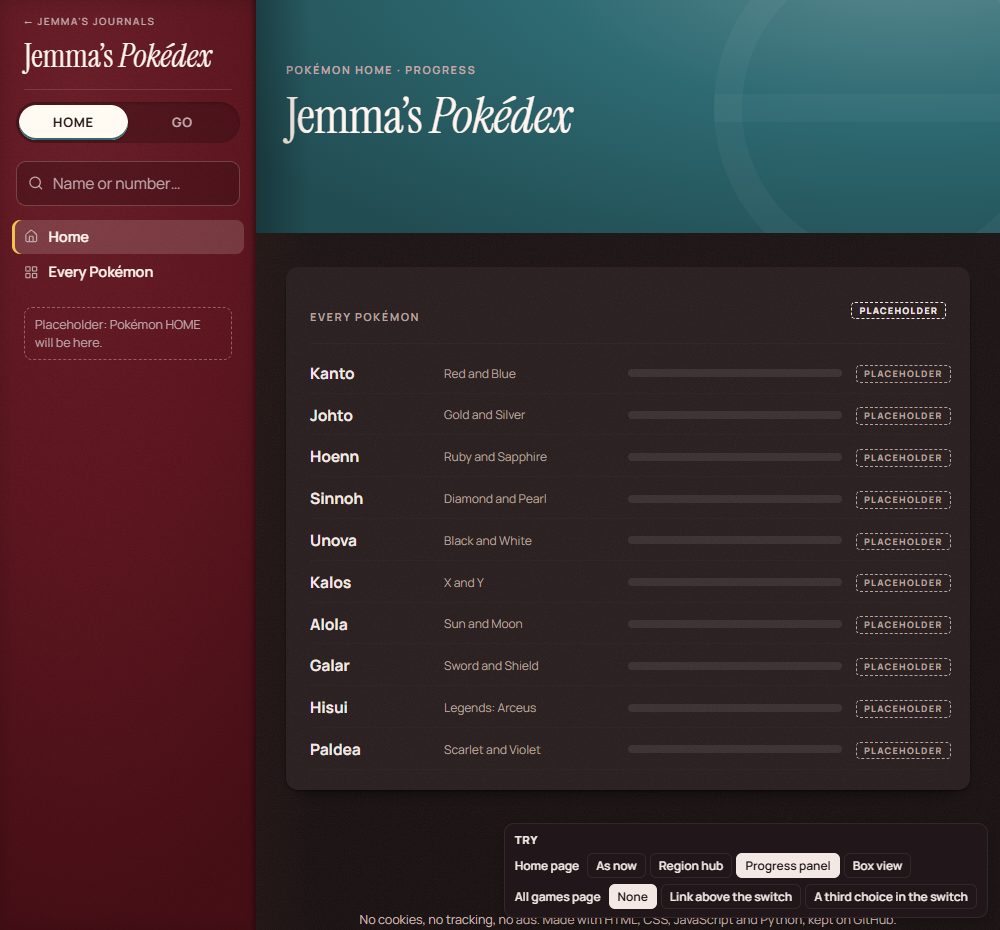 ← JEMMA'S JOURNALS
Jemma’s Pokédex
HOME
GO
Name or number…
Home
Every Pokémon
Placeholder: Pokémon HOME
will be here.
POKÉMON HOME · PROGRESS
Jemma’s Pokédex
EVERY POKÉMON
PLACEHOLDER
Kanto Red and Blue PLACEHOLDER
Johto Gold and Silver PLACEHOLDER
Hoenn Ruby and Sapphire PLACEHOLDER
Sinnoh Diamond and Pearl PLACEHOLDER
Unova Black and White PLACEHOLDER
Kalos X and Y PLACEHOLDER
Alola Sun and Moon PLACEHOLDER
Galar Sword and Shield PLACEHOLDER
Hisui Legends: Arceus PLACEHOLDER
Paldea Scarlet and Violet PLACEHOLDER
TRY
Home page As now Region hub Progress panel Box view
All games page None Link above the switch A third choice in the switch
No cookies, no tracking, no ads. Made with HTML, CSS, JavaScript and Python, kept on GitHub.